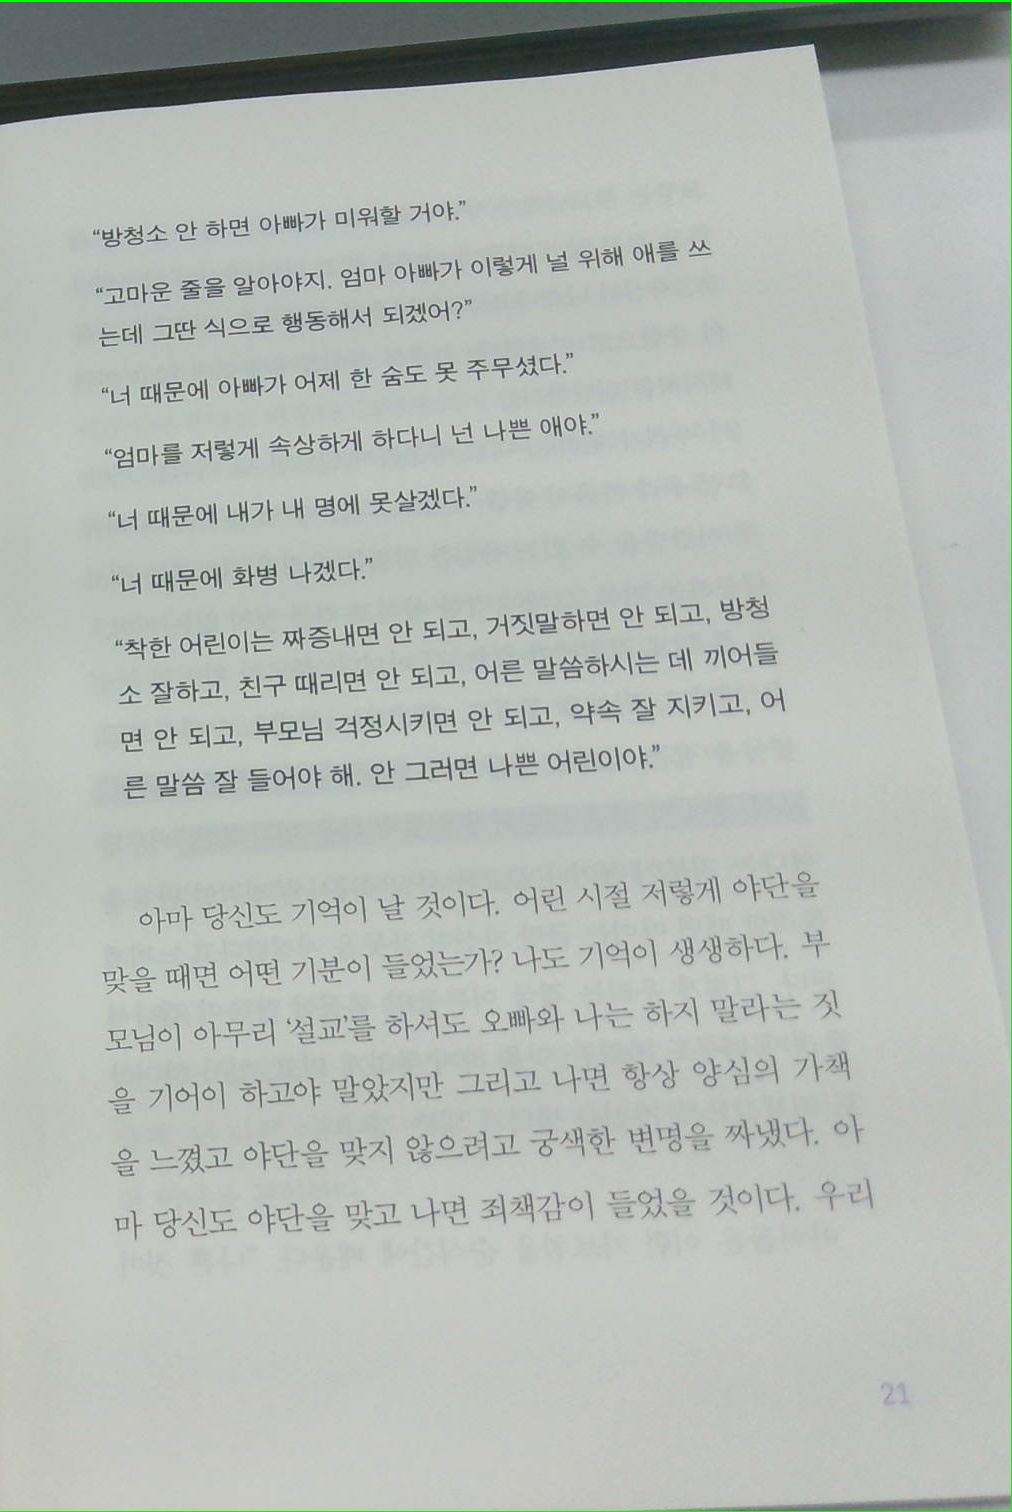 “방청소 안 하면 아빠가 미워할 거야.”
“고마운 줄을 알아야지. 엄마 아빠가 이렇게 널 위해 애를 쓰
는데 그딴 식으로 행동해서 되겠어?”
“너 때문에 아빠가 어제 한 숨도 못 주무셨다.”
“엄마를 저렇게 속상하게 하다니 넌 나쁜 애야.”
“너 때문에 내가 내 명에 못살겠다.”
“너 때문에 화병 나겠다.”
“착한 어린이는 짜증내면 안 되고, 거짓말하면 안 되고, 방청
소 잘하고, 친구 때리면 안 되고, 어른 말씀하시는 데 끼어들
면 안 되고, 부모님 걱정시키면 안 되고, 약속 잘 지키고, 어
른 말씀 잘 들어야 해. 안 그러면 나쁜 어린이야.”
아마 당신도 기억이 날 것이다. 어린 시절 저렇게 야단을
맞을 때면 어떤 기분이 들었는가? 나도 기억이 생생하다. 부
모님이 아무리 ‘설교’를 하셔도 오빠와 나는 하지 말라는 짓
을 기어이 하고야 말았지만 그리고 나면 항상 양심의 가책
을 느꼈고 야단을 맞지 않으려고 궁색한 변명을 짜냈다. 아
마 당신도 야단을 맞고 나면 죄책감이 들었을 것이다. 우리
21